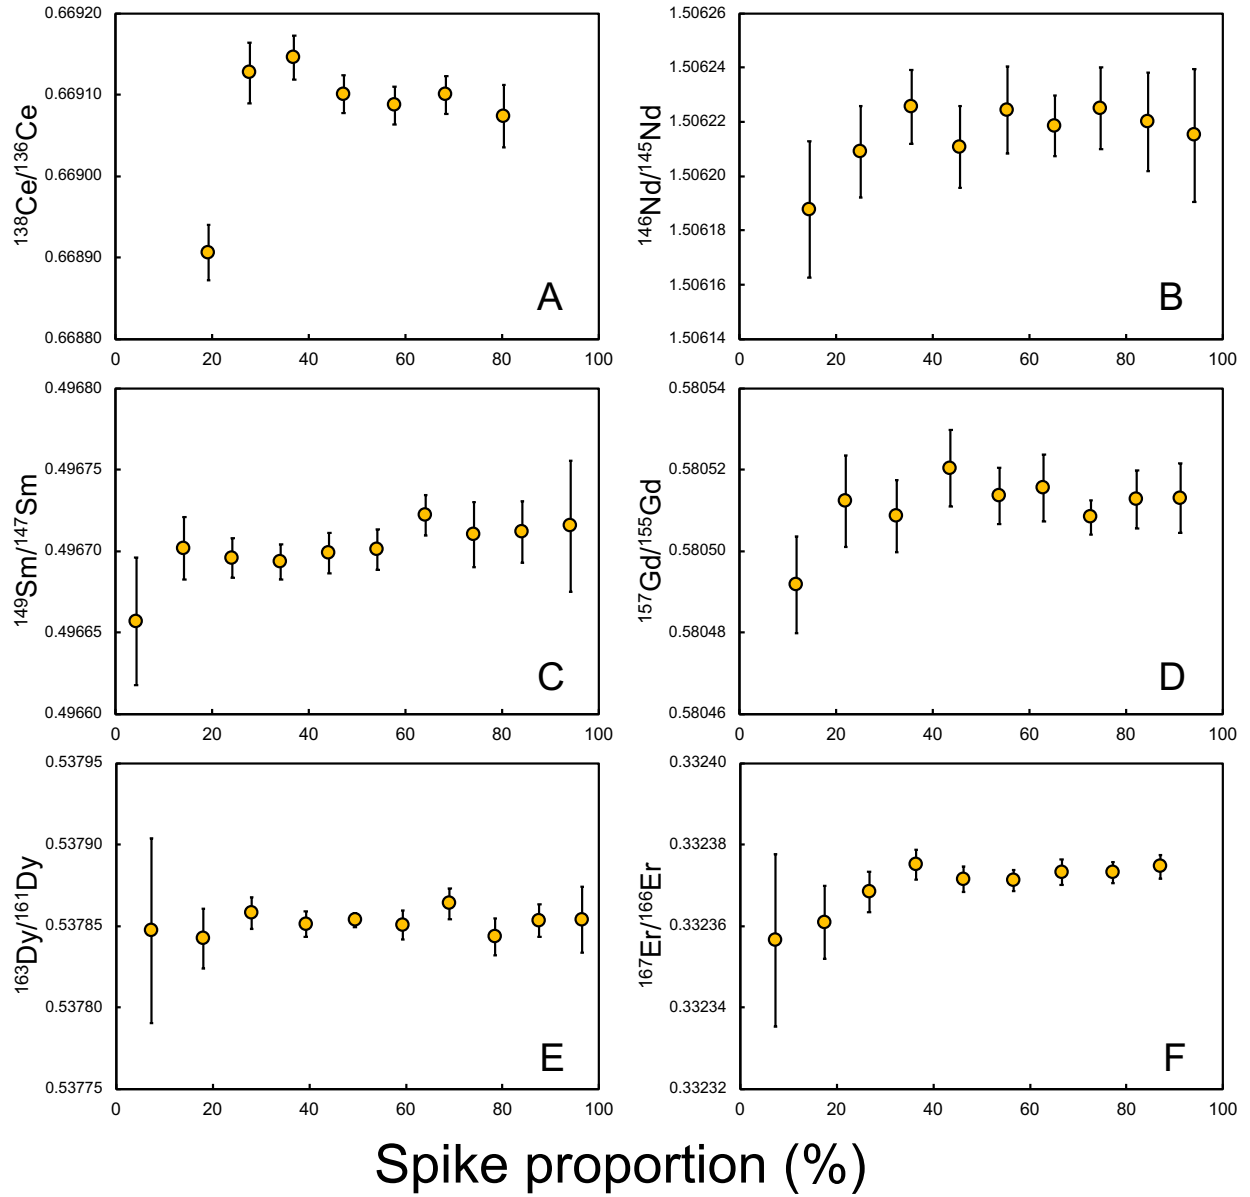 0.66920
0.66910
0.66900
0.66890
0.66880
138Ce/136Ce
A
0 20 40 60 80 100
1.50626
1.50624
1.50622
1.50620
1.50618
1.50616
1.50614
146Nd/145Nd
B
0 20 40 60 80 100
0.49680
0.49675
0.49670
0.49665
0.49660
149Sm/147Sm
C
0 20 40 60 80 100
0.58054
0.58052
0.58050
0.58048
0.58046
157Gd/155Gd
D
0 20 40 60 80 100
0.53795
0.53790
0.53785
0.53780
0.53775
163Dy/161Dy
E
0 20 40 60 80 100
0.33240
0.33238
0.33236
0.33234
0.33232
167Er/166Er
F
0 20 40 60 80 100
Spike proportion (%)